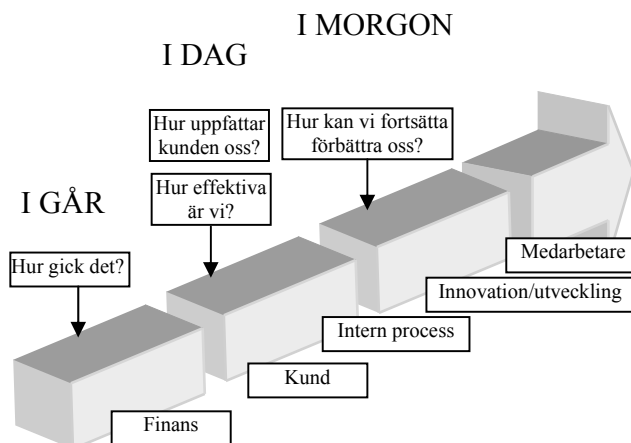 I MORGON
I DAG
Hur uppfattar
kunden oss?
Hur kan vi fortsätta
förbättra oss?
Hur effektiva
är vi?
I GÅR
Hur gick det?
Medarbetare
Innovation/utveckling
Intern process
Kund
Finans